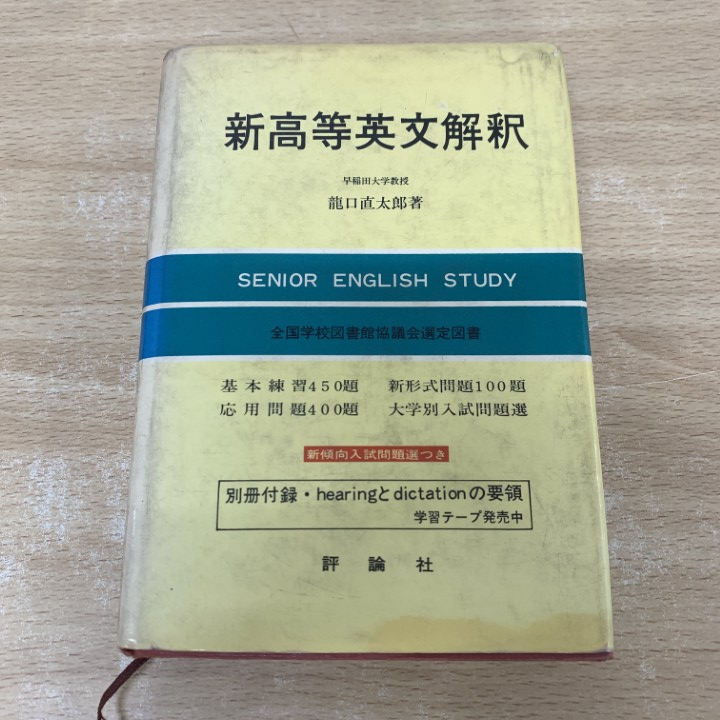 新高等英文解釈
早稲田大学教授
龍口直太郎著
SENIOR ENGLISH STUDY
全国学校図書館協議会選定図書
基本練習450題 新形式問題100題
応用問題400題 大学別入試問題選
新傾向入試問題選つき
別冊付録・hearingとdictationの要領
学習テープ発売中
評論社